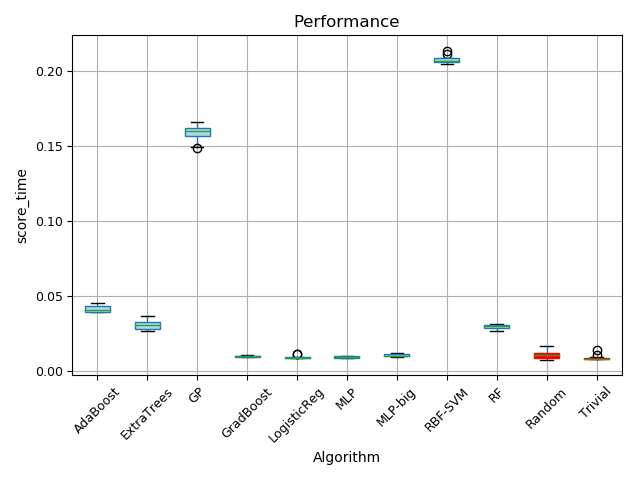 Performance
score_time
0.20
0.15
0.10
0.05
0.00
AdaBoost
ExtraTrees
GP
GradBoost
LogisticReg
MLP
MLP-big
RBF-SVM
RF
Random
Trivial
Algorithm